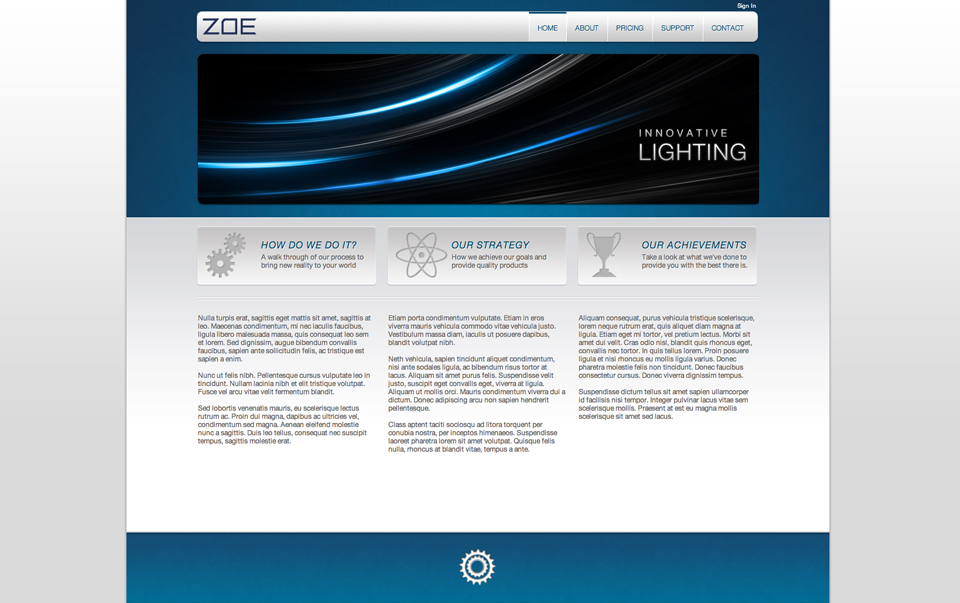 Sign In
ZOE
HOME ABOUT PRICING SUPPORT CONTACT
INNOVATIVE
LIGHTING
HOW DO WE DO IT?
A walk through of our process to
bring new reality to your world
OUR STRATEGY
How we achieve our goals and
provide quality products
OUR ACHIEVEMENTS
Take a look at what we've done to
provide you with the best there is.
Nulla turpis erat, sagittis eget mattis sit amet, sagittis at
leo. Maecenas condimentum, mi nec iaculis faucibus,
ligula libero malesuada massa, quis consequat leo sem
et lorem. Sed dignissim, augue bibendum convallis
faucibus, sapien ante sollicitudin felis, ac tristique est
sapien a enim.
Nunc ut felis nibh. Pellentesque cursus vulputate leo in
tincidunt. Nullam lacinia nibh et elit tristique volutpat.
Fusce vel arcu vitae velit fermentum blandit.
Sed lobortis venenatis mauris, eu scelerisque lectus
rutrum ac. Proin dui magna, dapibus ac ultricies vel,
condimentum sed magna. Aenean eleifend molestie
nunc a sagittis. Duis leo tellus, consequat nec suscipit
tempus, sagittis molestie erat.
Etiam porta condimentum vulputate. Etiam in eros
viverra mauris vehicula commodo vitae vehicula justo.
Vestibulum massa diam, iaculis ut posuere dapibus,
blandit volutpat nibh.
Neth vehicula, sapien tincidunt aliquet condimentum,
nisi ante sodales ligula, ac bibendum risus tortor at
lacus. Aliquam sit amet purus felis. Suspendisse velit
justo, suscipit eget convallis eget, viverra at ligula.
Aliquam ut mollis orci. Mauris condimentum viverra dui a
dictum. Donec adipiscing arcu non sapien hendrerit
pellentesque.
Class aptent taciti sociosqu ad litora torquent per
conubia nostra, per inceptos himenaeos. Suspendisse
laoreet pharetra lorem sit amet volutpat. Quisque felis
nulla, rhoncus at blandit vitae, tempus a ante.
Aliquam consequat, purus vehicula tristique scelerisque,
lorem neque rutrum erat, quis aliquet diam magna at
ligula. Etiam eget mi tortor, vel pretium lectus. Morbi sit
amet dui velit. Cras odio nisi, blandit quis rhoncus eget,
convallis nec tortor. In quis tellus lorem. Proin posuere
ligula et nisl rhoncus eu mollis ligula varius. Donec
pharetra molestie felis non tincidunt. Donec faucibus
consectetur cursus. Donec viverra dignissim tempus.
Suspendisse dictum tellus sit amet sapien ullamcorper
id facilisis nisl tempor. Integer pulvinar lacus vitae sem
scelerisque mollis. Praesent at est eu magna mollis
scelerisque sit amet sed lacus.